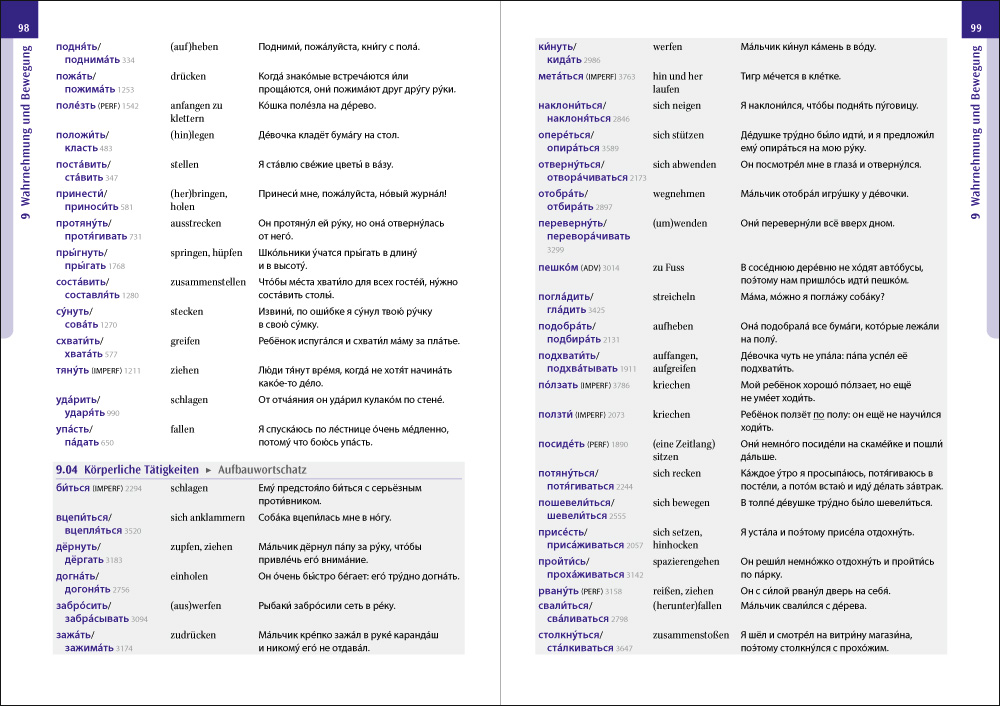 98
9 Wahrnehmung und Bewegung
подня́ть/ (auf)heben Подними́, пожа́луйста, кни́гу с по́ла.
поднима́ть 334
пожа́ть/ drücken Когда́ знако́мые встреча́ются и́ли
пожима́ть 1253 проща́ются, они́ пожима́ют друг дру́гу ру́ки.
поле́зть (PERF) 1542 anfangen zu Ко́шка поле́зла на де́рево.
klettern
положи́ть/ (hin)legen Де́вочка кладёт бума́гу на стол.
класть 483
поста́вить/ stellen Я ста́влю све́жие цветы́ в ва́зу.
ста́вить 347
принести́/ (her)bringen, Принеси́ мне, пожа́луйста, но́вый журна́л!
приноси́ть 581 holen
протяну́ть/ ausstrecken Он протяну́л ей ру́ку, но она́ отверну́лась
протя́гивать 731 от него́.
пры́гнуть/ springen, hüpfen Шко́льники у́чатся пры́гать в длину́
пры́гать 1768 и в высоту́.
соста́вить/ zusammenstellen Что́бы ме́ста хвати́ло для всех госте́й, ну́жно
составля́ть 1280 соста́вить столы́.
су́нуть/ stecken Извини́, по оши́бке я су́нул твою́ ру́чку
сова́ть 1270 в свою́ су́мку.
схвати́ть/ greifen Ребёнок испуга́лся и схвати́л ма́му за пла́тье.
хвата́ть 577
тяну́ть (IMPERF) 1211 ziehen Лю́ди тя́нут вре́мя, когда́ не хотя́т начина́ть
како́е-то де́ло.
уда́рить/ schlagen От отча́яния он уда́рил кулако́м по стене́.
ударя́ть 990
упа́сть/ fallen Я спуска́юсь по ле́стнице о́чень ме́дленно,
па́дать 650 потому́ что бою́сь упа́сть.
9.04 Körperliche Tätigkeiten ► Aufbauwortschatz
би́ться (IMPERF) 2294 schlagen Ему́ предстоя́ло би́ться с серьёзным
проти́вником.
вцепи́ться/ sich anklammern Соба́ка вцепи́лась мне в но́гу.
вцепля́ться 3520
дёрнуть/ zupfen, ziehen Ма́льчик дёрнул па́пу за ру́ку, что́бы
дёргать 3183 привле́чь его́ внима́ние.
догна́ть/ einholen Он о́чень бы́стро бе́гает: его́ тру́дно догна́ть.
догоня́ть 2756
забро́сить/ (aus)werfen Рыбаки́ забро́сили сеть в ре́ку.
забра́сывать 3094
зажа́ть/ zudrücken Ма́льчик кре́пко зажа́л в руке́ каранда́ш
зажима́ть 3174 и никому́ его́ не отдава́л.
99
9 Wahrnehmung und Bewegung
ки́нуть/ werfen Ма́льчик ки́нул ка́мень в во́ду.
кида́ть 2986
мета́ться (IMPERF) 3763 hin und her Тигр ме́чется в кле́тке.
laufen
наклони́ться/ sich neigen Я наклони́лся, что́бы подня́ть пу́говицу.
наклоня́ться 2846
опере́ться/ sich stützen Де́душке тру́дно бы́ло идти́, и я предложи́л
опира́ться 3589 ему́ опира́ться на мою́ ру́ку.
отверну́ться/ sich abwenden Он посмотре́л мне в глаза́ и отверну́лся.
отвора́чиваться 2173
отобра́ть/ wegnehmen Ма́льчик отобра́л игру́шку у де́вочки.
отбира́ть 2897
переверну́ть/ (um)wenden Они́ переверну́ли всё вверх дном.
перевора́чивать
3299
пешко́м (ADV) 3014 zu Fuss В сосе́днюю дере́вню не хо́дят авто́бусы,
поэ́тому нам пришло́сь идти́ пешко́м.
погла́дить/ streicheln Ма́ма, мо́жно я погла́жу соба́ку?
гла́дить 3425
подобра́ть/ aufheben Она́ подобрала́ все бума́ги, кото́рые лежа́ли
подбира́ть 2131 на полу́.
подхвати́ть/ auffangen, Де́вочка чуть не упа́ла: па́па успе́л её
подхва́тывать 1911 aufgreifen подхвати́ть.
по́лзать (IMPERF) 3786 kriechen Мой ребёнок хорошо́ по́лзает, но ещё
не уме́ет ходи́ть.
ползти́ (IMPERF) 2073 kriechen Ребёнок ползёт по полу: он ещё не научи́лся
ходи́ть.
посиде́ть (PERF) 1890 (eine Zeitlang) Они́ немно́го посиде́ли на скаме́йке и пошли́
sitzen да́льше.
потяну́ться/ sich recken Ка́ждое у́тро я просыпа́юсь, потя́гиваюсь в
потя́гиваться 2244 посте́ли, а пото́м встаю́ и иду́ де́лать за́втрак.
пошевели́ться/ sich bewegen В толпе́ де́вушке тру́дно бы́ло шевели́ться.
шевели́ться 2555
присе́сть/ sich setzen, Я уста́ла и поэ́тому присе́ла отдохну́ть.
приса́живаться 2057 hinhocken
пройти́сь/ spazierengehen Он реши́л немно́жко отдохну́ть и пройти́сь
проха́живаться 3142 по па́рку.
рвану́ть (PERF) 3158 reißen, ziehen Он с си́лой рвану́л дверь на себя́.
свали́ться/ (herunter)fallen Ма́льчик свали́лся с де́рева.
сва́ливаться 2798
столкну́ться/ zusammenstoßen Я шёл и смотре́л на витри́ну магази́на,
ста́лкиваться 3647 поэ́тому столкну́лся с прохо́жим.